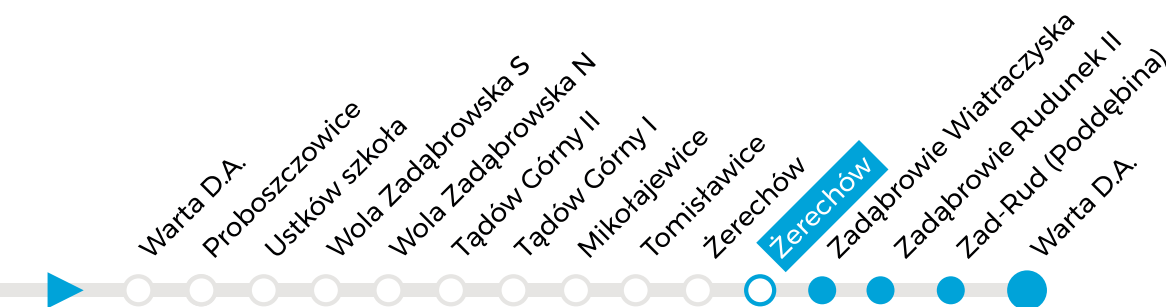 Warta D.A.
Proboszczowice
Ustków szkoła
Wola Zadąbrowska S
Wola Zadąbrowska N
Tądów Górny II
Tądów Górny I
Mikołajewice
Tomisławice
Żerechów
Żerechów
Zadąbrowie Wiatraczyska
Zadąbrowie Rudunek II
Zad-Rud (Poddębina)
Warta D.A.